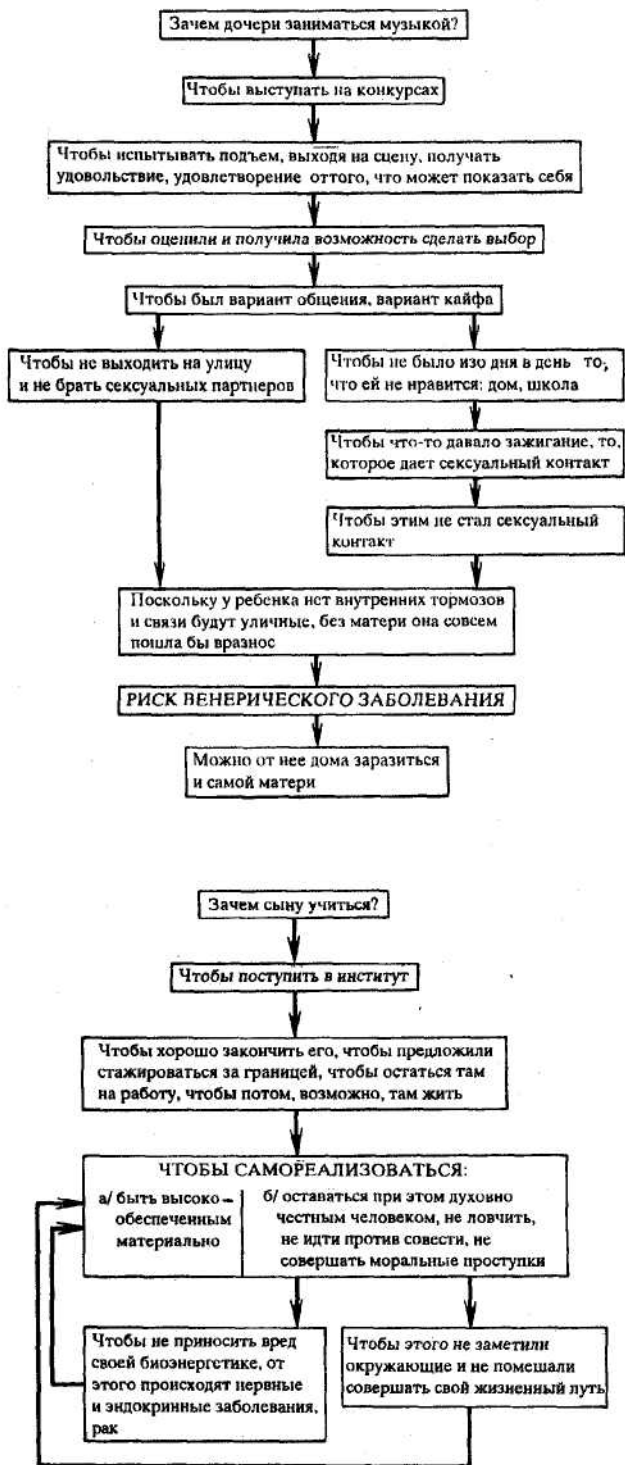 Зачем дочери заниматься музыкой?
Чтобы выступать на конкурсах
Чтобы испытывать подъем, выходя на сцену, получать
удовольствие, удовлетворение оттого, что может показать себя
Чтобы оценили и получила возможность сделать выбор
Чтобы был вариант общения, вариант кайфа
Чтобы не выходить на улицу
и не брать сексуальных партнеров
Чтобы не было изо дня в день то,
что ей не нравится: дом, школа
Чтобы что-то давало зажигание, то,
которое дает сексуальный контакт
Чтобы этим не стал сексуальный
контакт
Поскольку у ребенка нет внутренних тормозов
и связи будут уличные, без матери она совсем
пошла бы вразнос
РИСК ВЕНЕРИЧЕСКОГО ЗАБОЛЕВАНИЯ
Можно от нее дома заразиться
и самой матери
Зачем сыну учиться?
Чтобы поступить в институт
Чтобы хорошо закончить его, чтобы предложили
стажироваться за границей, чтобы остаться там
на работу, чтобы потом, возможно, там жить
ЧТОБЫ САМОРЕАЛИЗОВАТЬСЯ:
а/ быть высоко-
обеспеченным
материально
б/ оставаться при этом духовно
честным человеком, не ловчить,
не идти против совести, не
совершать моральные проступки
Чтобы не приносить вред
своей биоэнергетике, от
этого происходят нервные
и эндокринные заболевания,
рак
Чтобы этого не заметили
окружающие и не помешали
совершать свой жизненный путь